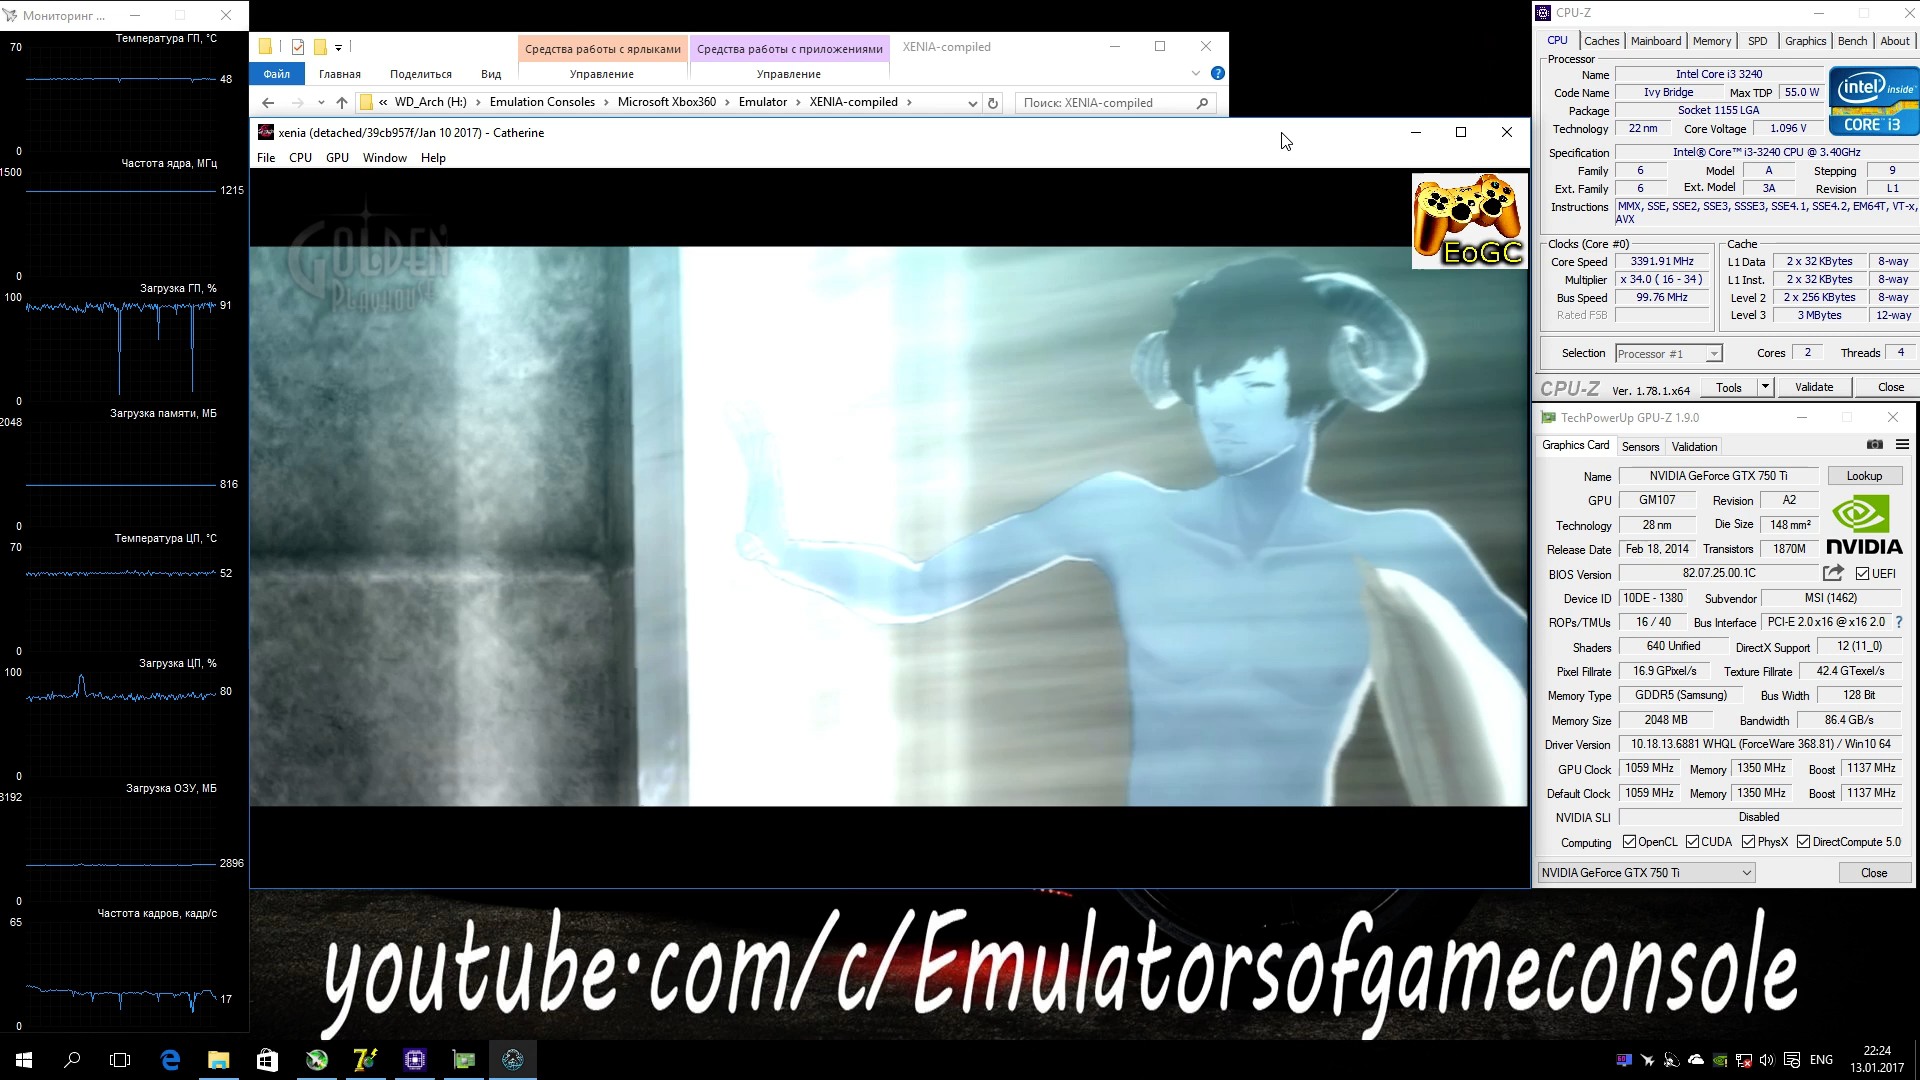 Мониторинг ...
Температура ГП, °C
70
48
0
Частота ядра, МГц
1500
1215
0
Загрузка ГП, %
100
91
0
Загрузка памяти, МБ
2048
816
0
Температура ЦП, °C
70
52
0
Загрузка ЦП, %
100
80
0
Загрузка ОЗУ, МБ
8192
2896
0
Частота кадров, кадр/с
65
17
0
Средства работы с ярлыками Средства работы с приложениями XENIA-compiled
Файл Главная Поделиться Вид Управление Управление
« WD_Arch (H:) Emulation Consoles Microsoft Xbox360 Emulator XENIA-compiled Поиск: XENIA-compiled
xenia (detached/39cb957f/Jan 10 2017) - Catherine
File CPU GPU Window Help
GOLDEN
PLAYHOUSE
EoGC
youtube.com/c/Emulatorsofgameconsole
CPU-Z
CPU Caches Mainboard Memory SPD Graphics Bench About
Processor
Name Intel Core i3 3240
Code Name Ivy Bridge Max TDP 55.0 W
Package Socket 1155 LGA
Technology 22 nm Core Voltage 1.096 V
intel inside™
CORE i3
Specification Intel® Core™ i3-3240 CPU @ 3.40GHz
Family 6 Model A Stepping 9
Ext. Family 6 Ext. Model 3A Revision L1
Instructions MMX, SSE, SSE2, SSE3, SSSE3, SSE4.1, SSE4.2, EM64T, VT-x,
AVX
Clocks (Core #0) Cache
Core Speed 3391.91 MHz L1 Data 2 x 32 KBytes 8-way
Multiplier x 34.0 ( 16 - 34 ) L1 Inst. 2 x 32 KBytes 8-way
Bus Speed 99.76 MHz Level 2 2 x 256 KBytes 8-way
Rated FSB Level 3 3 MBytes 12-way
Selection Processor #1 Cores 2 Threads 4
CPU-Z Ver. 1.78.1.x64 Tools Validate Close
TechPowerUp GPU-Z 1.9.0
Graphics Card Sensors Validation
Name NVIDIA GeForce GTX 750 Ti Lookup
GPU GM107 Revision A2
Technology 28 nm Die Size 148 mm²
Release Date Feb 18, 2014 Transistors 1870M
NVIDIA
BIOS Version 82.07.25.00.1C UEFI
Device ID 10DE - 1380 Subvendor MSI (1462)
ROPs/TMUs 16 / 40 Bus Interface PCI-E 2.0 x16 @ x16 2.0 ?
Shaders 640 Unified DirectX Support 12 (11_0)
Pixel Fillrate 16.9 GPixel/s Texture Fillrate 42.4 GTexel/s
Memory Type GDDR5 (Samsung) Bus Width 128 Bit
Memory Size 2048 MB Bandwidth 86.4 GB/s
Driver Version 10.18.13.6881 WHQL (ForceWare 368.81) / Win10 64
GPU Clock 1059 MHz Memory 1350 MHz Boost 1137 MHz
Default Clock 1059 MHz Memory 1350 MHz Boost 1137 MHz
NVIDIA SLI Disabled
Computing OpenCL CUDA PhysX DirectCompute 5.0
NVIDIA GeForce GTX 750 Ti Close
60
ENG
22:24
13.01.2017